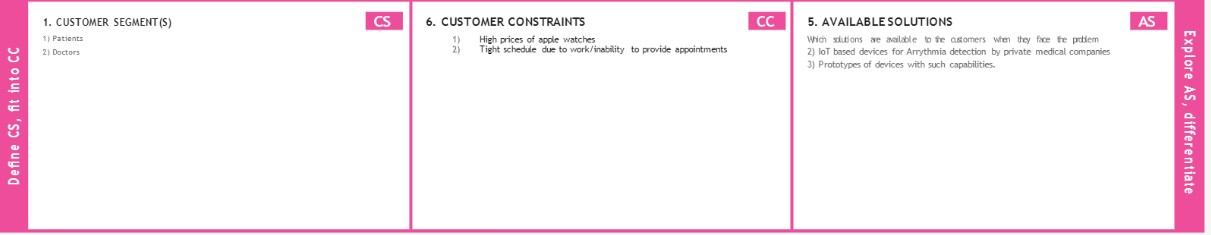 Define CS, fit into CC
1. CUSTOMER SEGMENT(S)
CS
1) Patients
2) Doctors
6. CUSTOMER CONSTRAINTS
CC
1) High prices of apple watches
2) Tight schedule due to work/inability to provide appointments
5. AVAILABLE SOLUTIONS
AS
Which solutions are available to the customers when they face the problem
2) IoT based devices for Arrythmia detection by private medical companies
3) Prototypes of devices with such capabilities.
Explore AS, differentiate